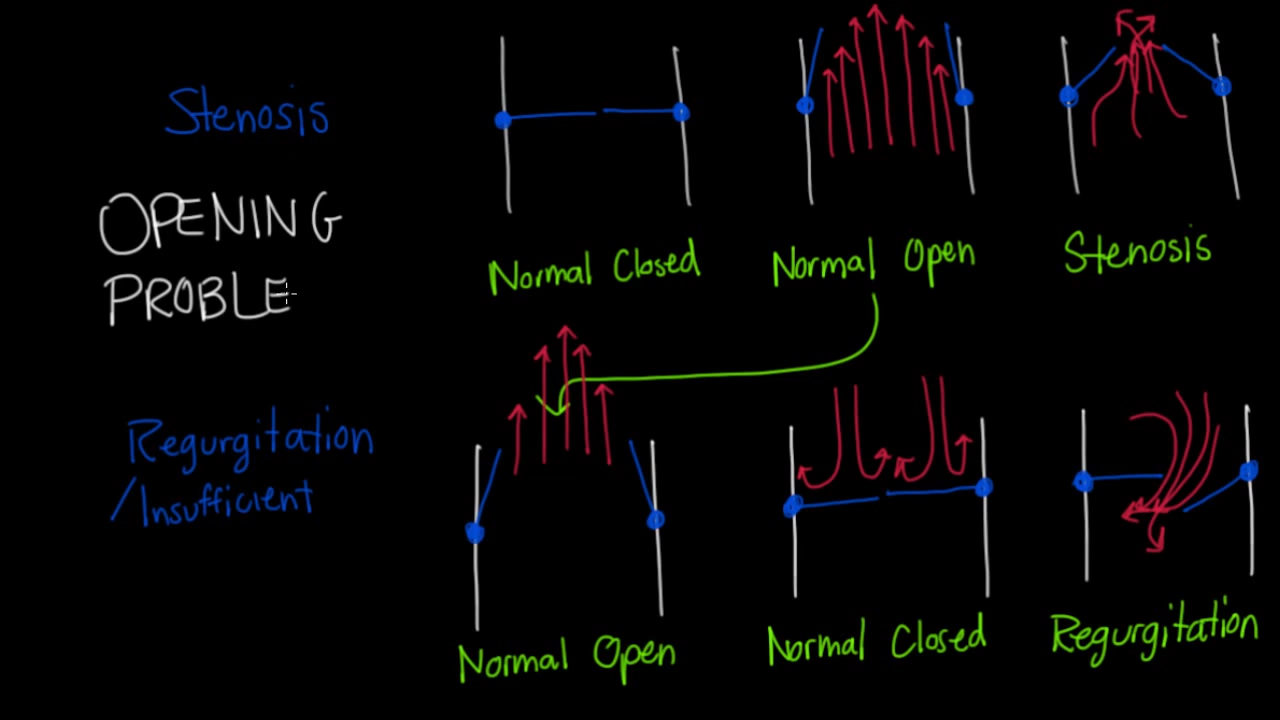 Stenosis
OPENING
PROBLE
Normal Closed
Normal Open
Stenosis
Regurgitation
/Insufficient
Normal Open
Normal Closed
Regurgitation